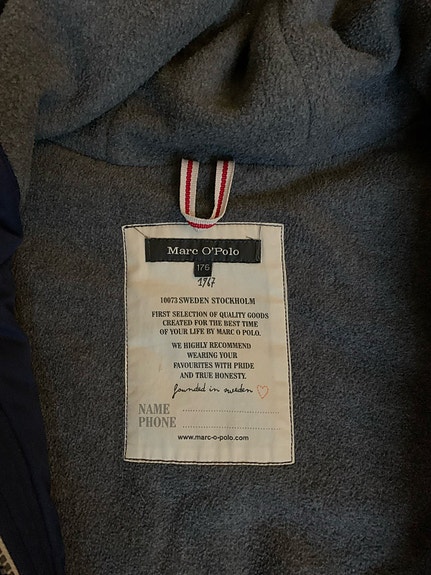 Marc O'Polo
176
1967
10073 SWEDEN STOCKHOLM
FIRST SELECTION OF QUALITY GOODS
CREATED FOR THE BEST TIME
OF YOUR LIFE BY MARC O POLO.
WE HIGHLY RECOMMEND
WEARING YOUR
FAVOURITES WITH PRIDE
AND TRUE HONESTY.
founded in sweden
NAME
PHONE
www.marc-o-polo.com